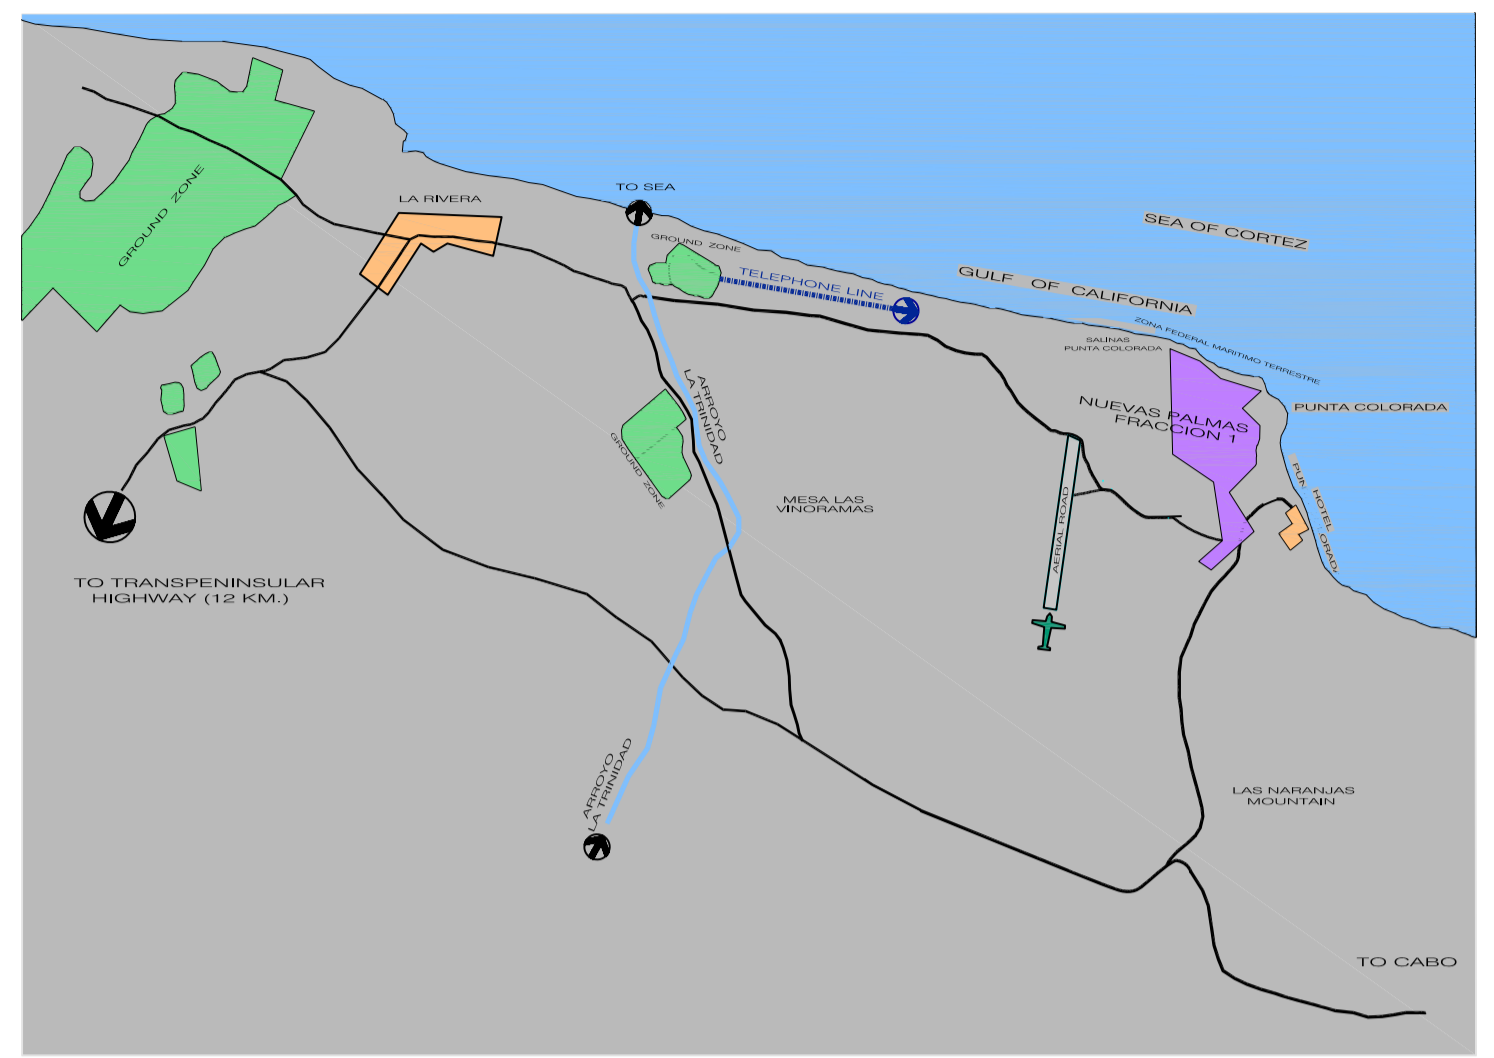 LA RIVERA
TO SEA
GROUND ZONE
GROUND ZONE
TELEPHONE LINE
SEA OF CORTEZ
GULF OF CALIFORNIA
ZONA FEDERAL MARITIMO TERRESTRE
SALINAS
PUNTA COLORADA
PUNTA COLORADA
NUEVAS PALMAS
FRACCION 1
ARROYO
LA TRINIDAD
GROUND ZONE
MESA LAS
VINORAMAS
AERIAL ROAD
PUN HOTEL ORADA
TO TRANSPENINSULAR
HIGHWAY (12 KM.)
ARROYO
LA TRINIDAD
LAS NARANJAS
MOUNTAIN
TO CABO